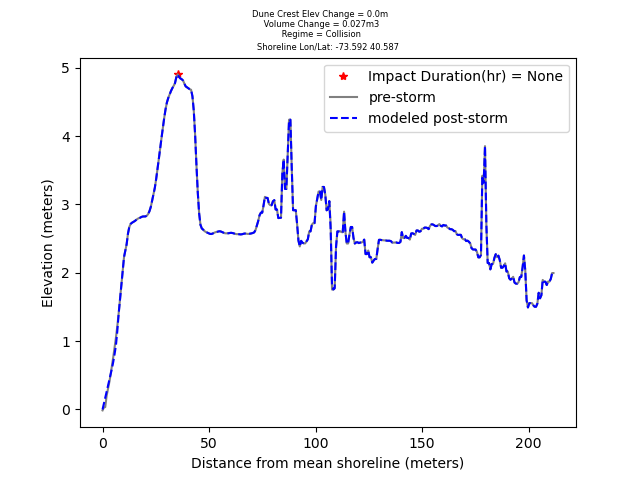 Dune Crest Elev Change = 0.0m
Volume Change = 0.027m3
Regime = Collision
Shoreline Lon/Lat: -73.592 40.587
Impact Duration(hr) = None
pre-storm
modeled post-storm
5
4
3
2
1
0
Elevation (meters)
0 50 100 150 200
Distance from mean shoreline (meters)